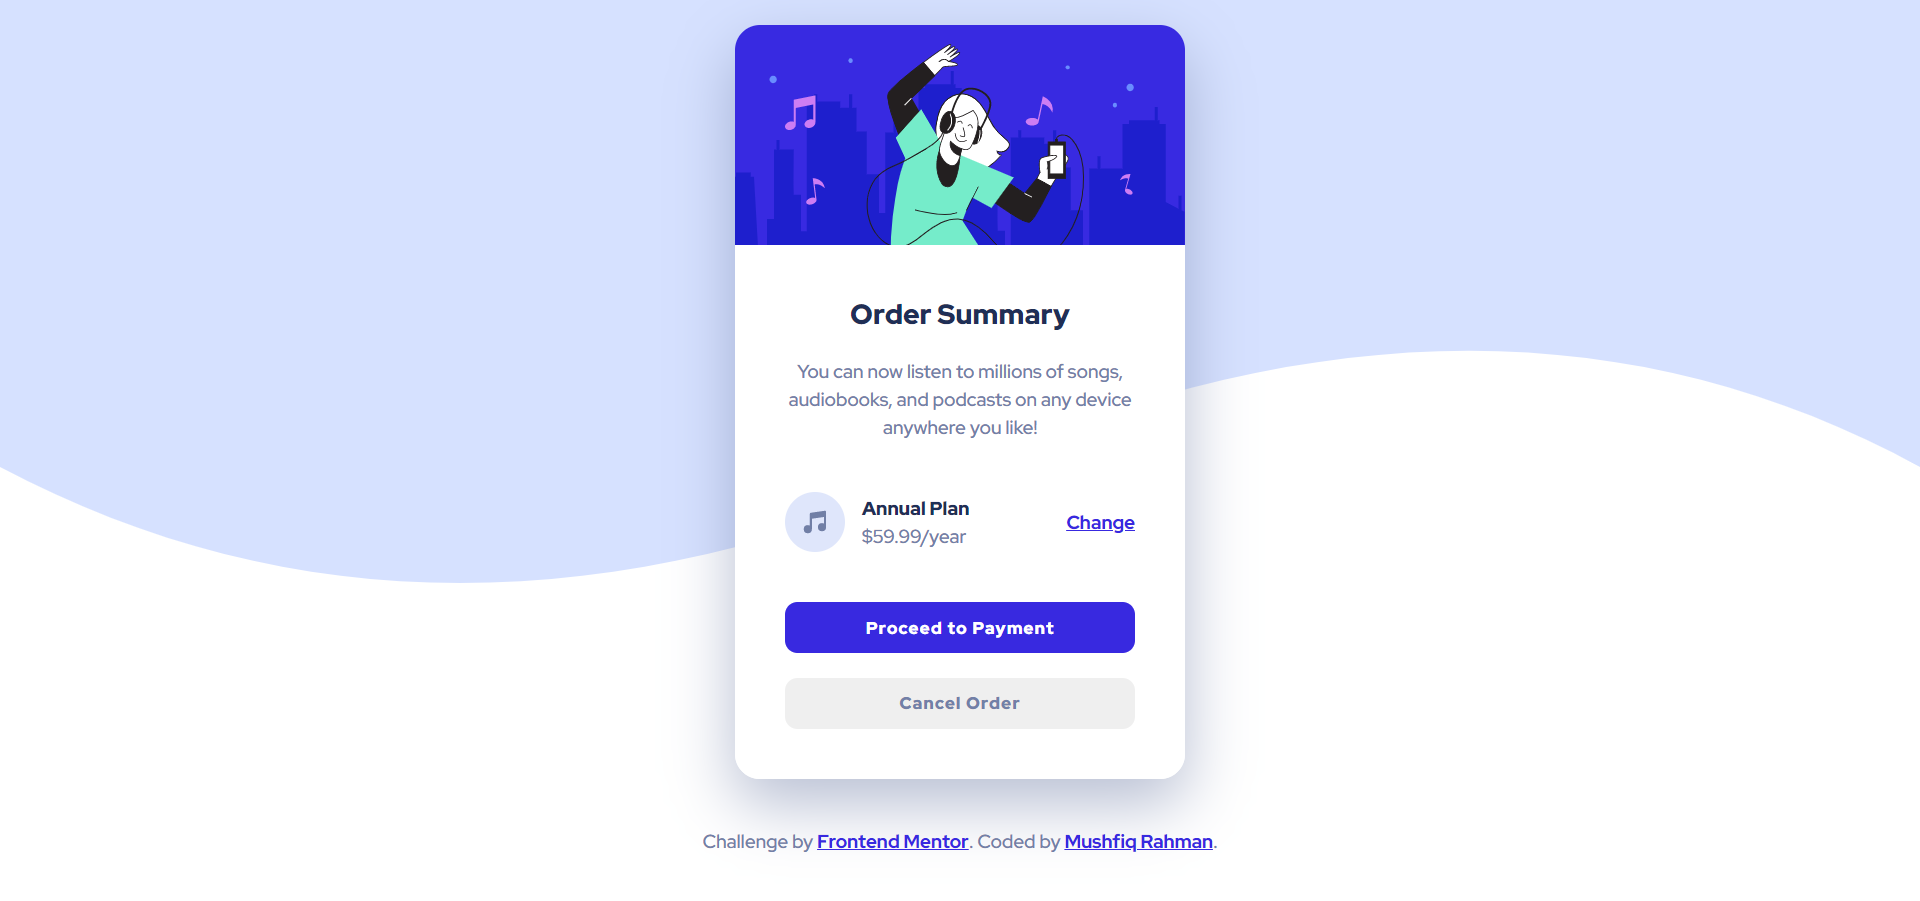 Order Summary
You can now listen to millions of songs,
audiobooks, and podcasts on any device
anywhere you like!
Annual Plan
$59.99/year
Change
Proceed to Payment
Cancel Order
Challenge by Frontend Mentor. Coded by Mushfiq Rahman.